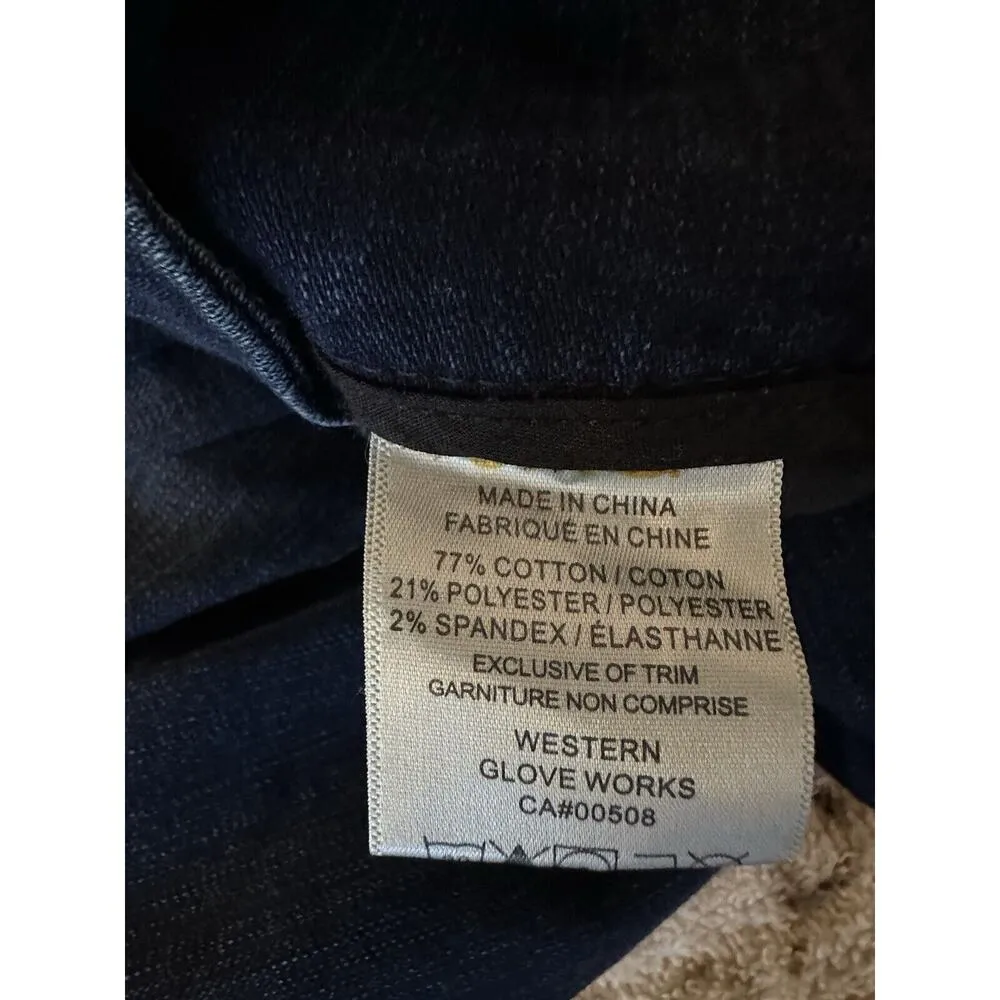 MADE IN CHINA
FABRIQUÉ EN CHINE
77% COTTON / COTON
21% POLYESTER / POLYESTER
2% SPANDEX / ÉLASTHANNE
EXCLUSIVE OF TRIM
GARNITURE NON COMPRISE
WESTERN
GLOVE WORKS
CA#00508